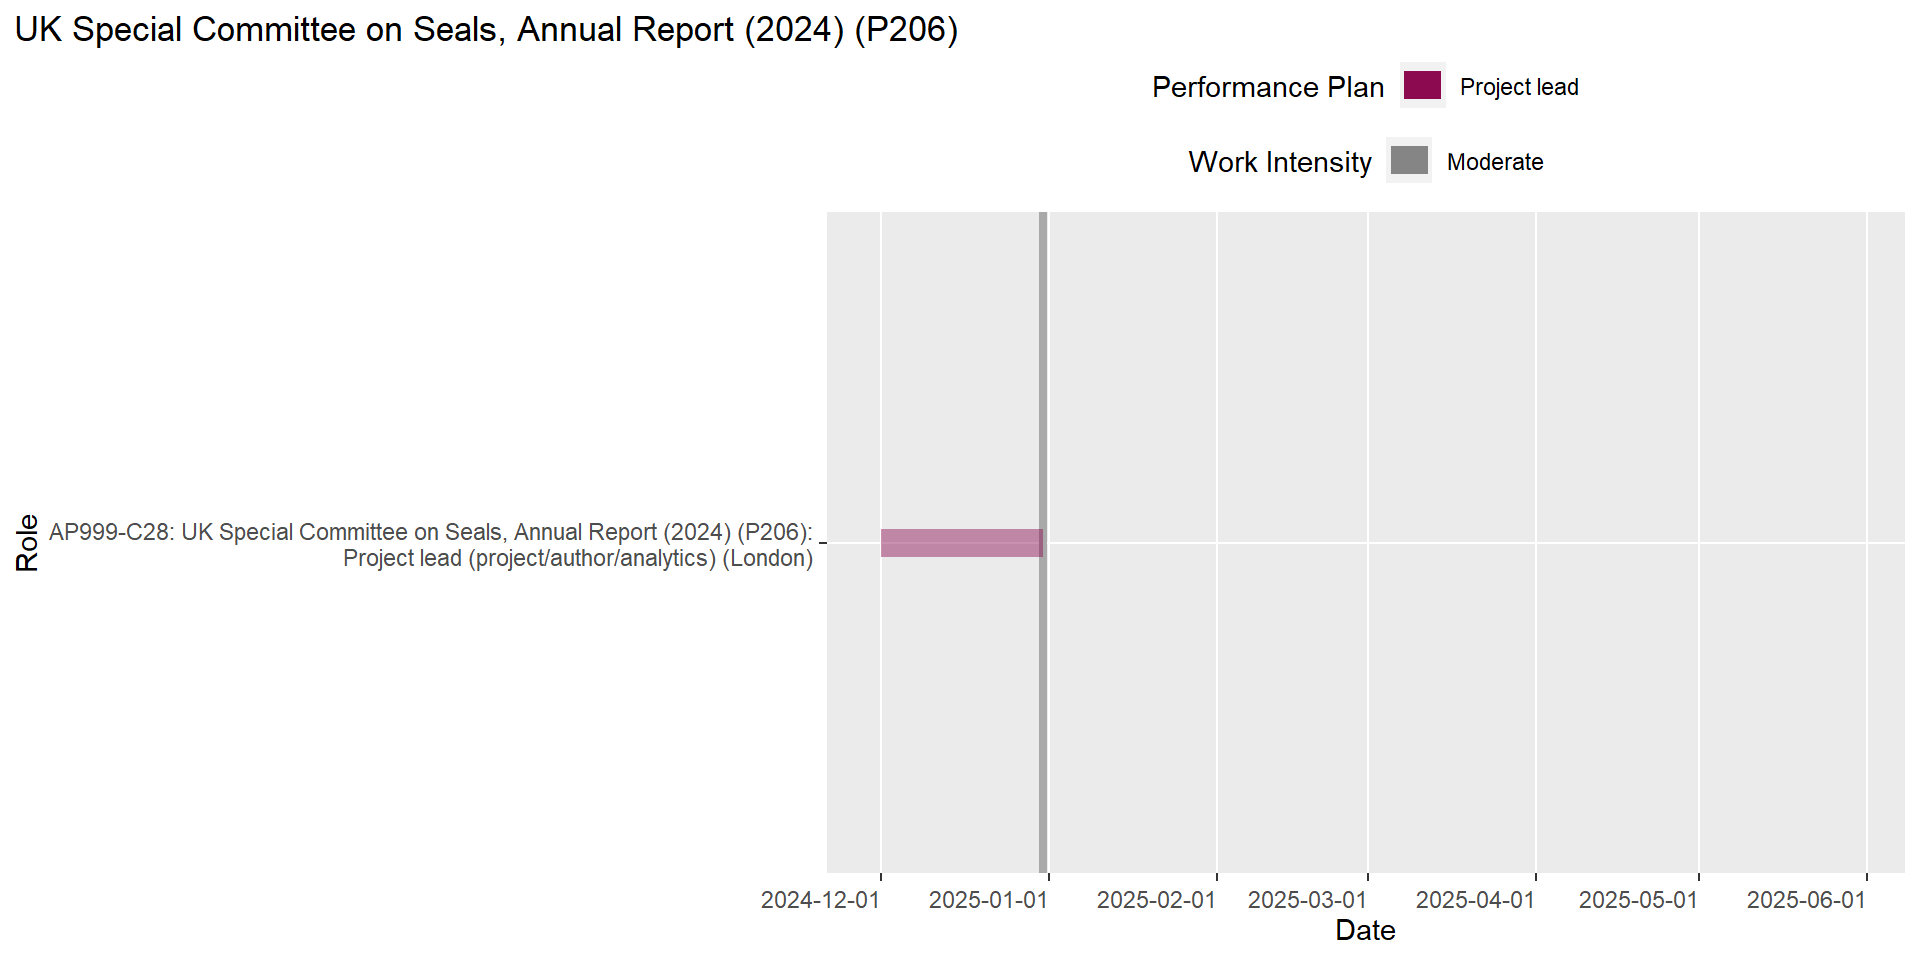 UK Special Committee on Seals, Annual Report (2024) (P206)
Performance Plan
Project lead
Work Intensity
Moderate
Role
AP999-C28: UK Special Committee on Seals, Annual Report (2024) (P206):
Project lead (project/author/analytics) (London)
2024-12-01
2025-01-01
2025-02-01
2025-03-01
2025-04-01
2025-05-01
2025-06-01
Date